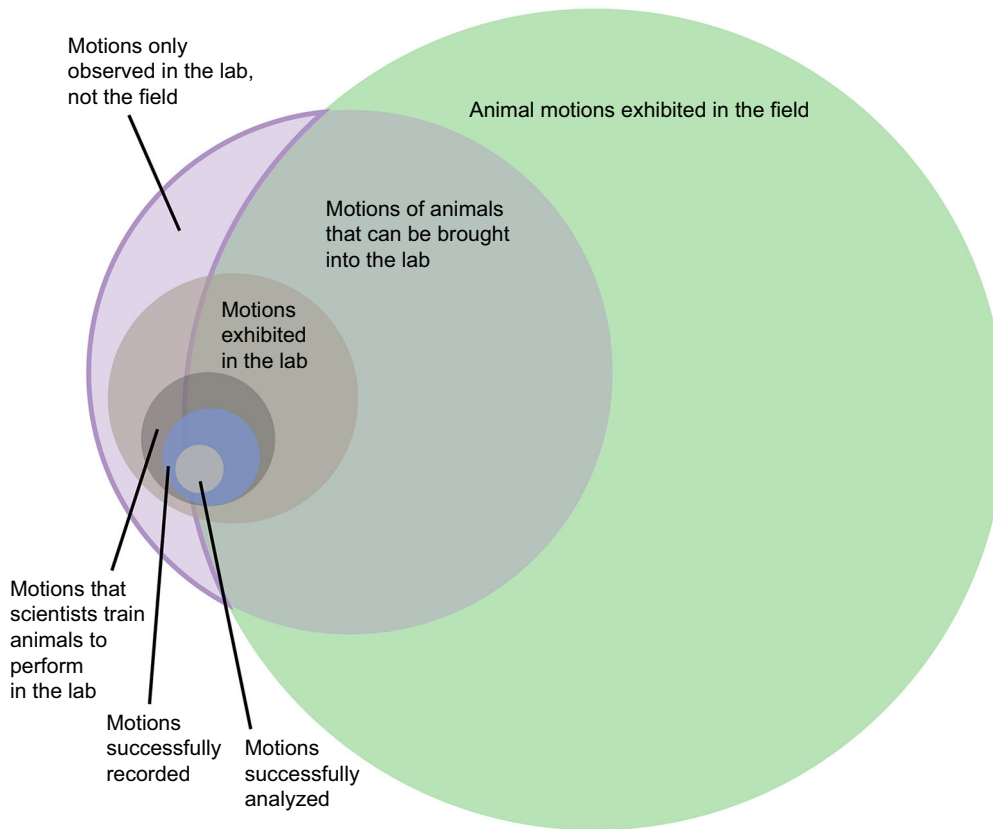 Motions only
observed in the lab,
not the field
Animal motions exhibited in the field
Motions of animals
that can be brought
into the lab
Motions
exhibited
in the lab
Motions that
scientists train
animals to
perform
in the lab
Motions
successfully
recorded
Motions
successfully
analyzed